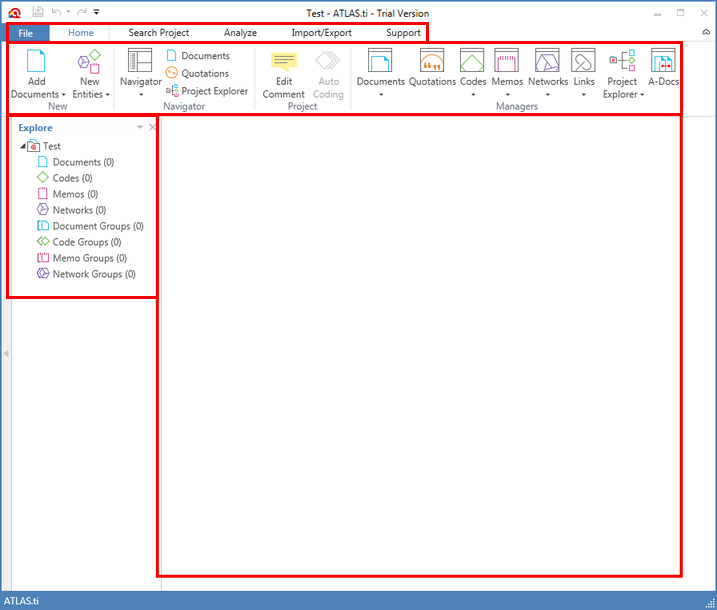 Test - ATLAS.ti - Trial Version
File Home Search Project Analyze Import/Export Support
Add Documents
New Entities
New
Navigator
Documents
Quotations
Project Explorer
Navigator
Edit Comment
Auto Coding
Project
Documents
Quotations
Codes
Memos
Networks
Links
Project Explorer
A-Docs
Managers
Explore
Test
Documents (0)
Codes (0)
Memos (0)
Networks (0)
Document Groups (0)
Code Groups (0)
Memo Groups (0)
Network Groups (0)
ATLAS.ti